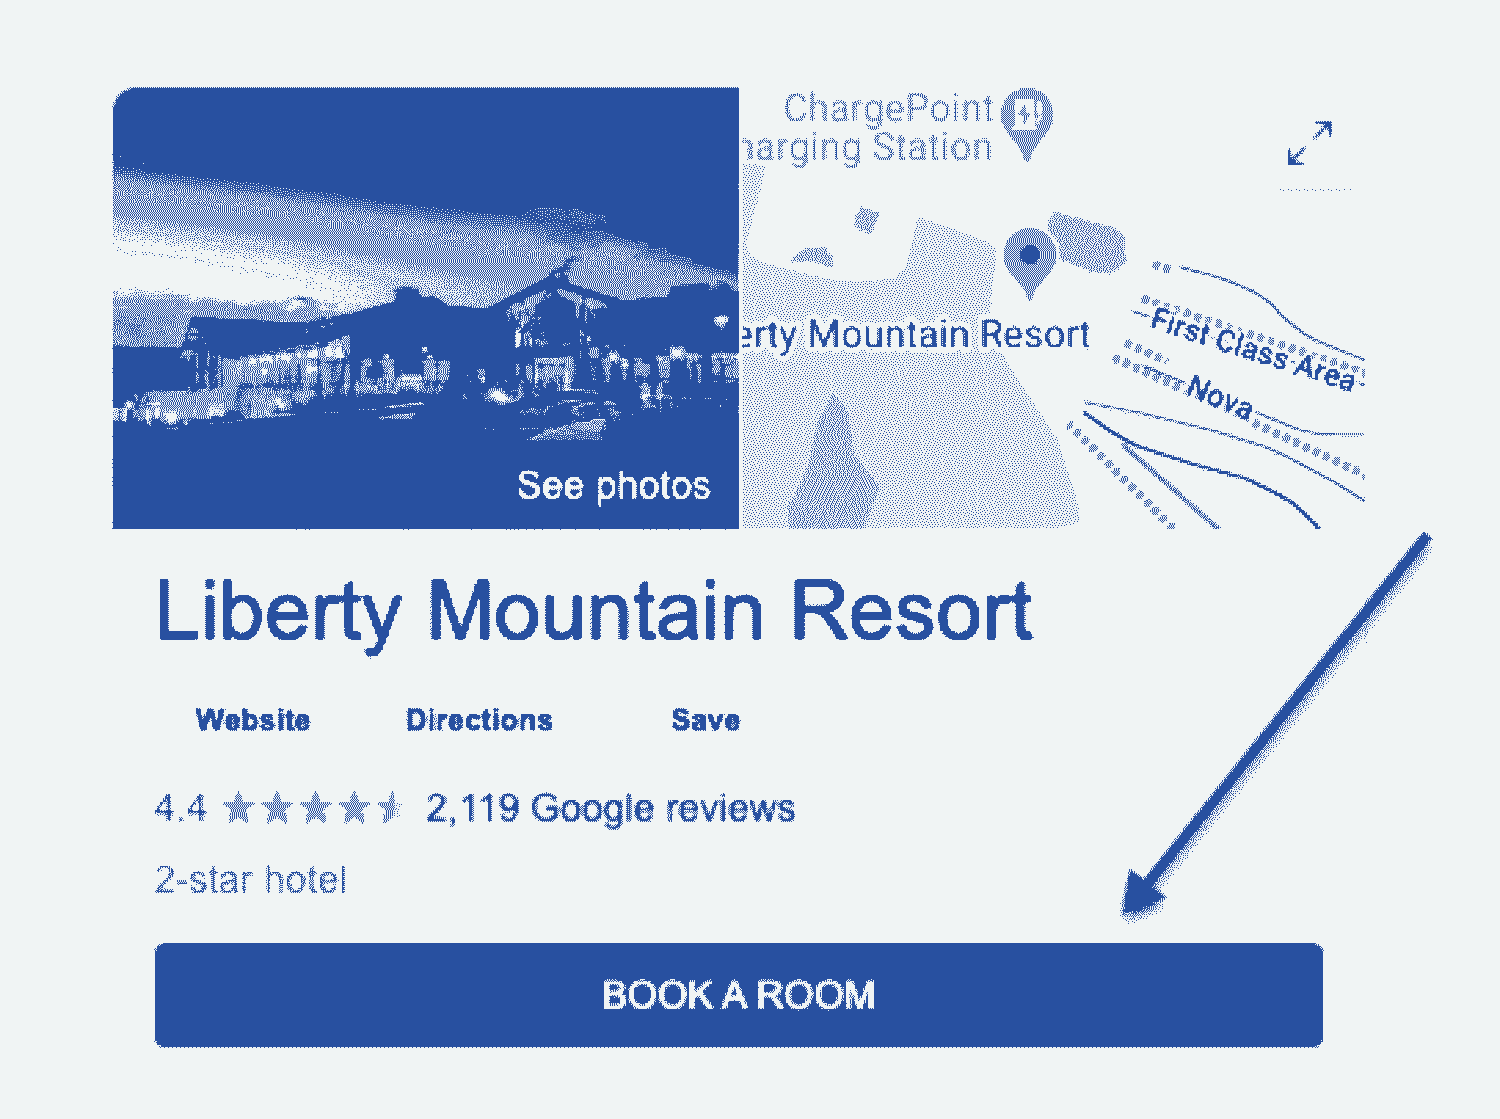 ChargePoint
harging Station
erty Mountain Resort
First Class Area
Nova
See photos
Liberty Mountain Resort
Website Directions Save
4.4 2,119 Google reviews
2-star hotel
BOOK A ROOM